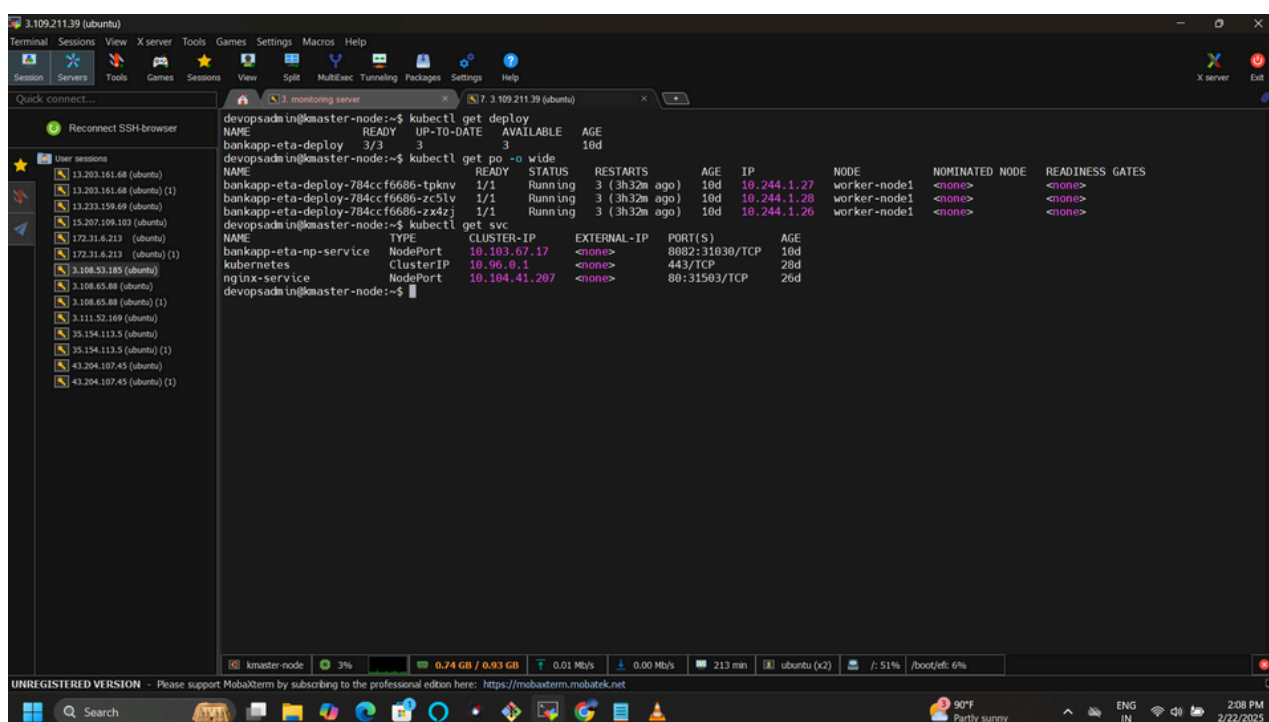 3.109.211.39 (ubuntu)
Terminal Sessions View X server Tools Games Settings Macros Help
Session Servers Tools Games Sessions View Split MultiExec Tunneling Packages Settings Help X server Exit
Quick connect...
3. monitoring server
7. 3.109.211.39 (ubuntu)
Reconnect SSH-browser
User sessions
13.203.161.68 (ubuntu)
13.203.161.68 (ubuntu) (1)
13.233.159.69 (ubuntu)
15.207.109.103 (ubuntu)
172.31.6.213 (ubuntu)
172.31.6.213 (ubuntu) (1)
3.108.53.185 (ubuntu)
3.108.65.88 (ubuntu)
3.108.65.88 (ubuntu) (1)
3.111.52.169 (ubuntu)
35.154.113.5 (ubuntu)
35.154.113.5 (ubuntu) (1)
43.204.107.45 (ubuntu)
43.204.107.45 (ubuntu) (1)
devopsadmin@kmaster-node:~$ kubectl get deploy
NAME READY UP-TO-DATE AVAILABLE AGE
bankapp-eta-deploy 3/3 3 3 10d
devopsadmin@kmaster-node:~$ kubectl get po -o wide
NAME READY STATUS RESTARTS AGE IP NODE NOMINATED NODE READINESS GATES
bankapp-eta-deploy-784ccf6686-tpknv 1/1 Running 3 (3h32m ago) 10d 10.244.1.27 worker-node1 <none> <none>
bankapp-eta-deploy-784ccf6686-zc5lv 1/1 Running 3 (3h32m ago) 10d 10.244.1.28 worker-node1 <none> <none>
bankapp-eta-deploy-784ccf6686-zx4zj 1/1 Running 3 (3h32m ago) 10d 10.244.1.26 worker-node1 <none> <none>
devopsadmin@kmaster-node:~$ kubectl get svc
NAME TYPE CLUSTER-IP EXTERNAL-IP PORT(S) AGE
bankapp-eta-np-service NodePort 10.103.67.17 <none> 8082:31030/TCP 10d
kubernetes ClusterIP 10.96.0.1 <none> 443/TCP 28d
nginx-service NodePort 10.104.41.207 <none> 80:31503/TCP 26d
devopsadmin@kmaster-node:~$
kmaster-node 3% 0.74 GB / 0.93 GB 0.01 Mb/s 0.00 Mb/s 213 min ubuntu (x2) /: 51% /boot/efi: 6%
UNREGISTERED VERSION - Please support MobaXterm by subscribing to the professional edition here: https://mobaxterm.mobatek.net
Search
3
90°F
Partly sunny
ENG
IN
2:08 PM
2/22/2025